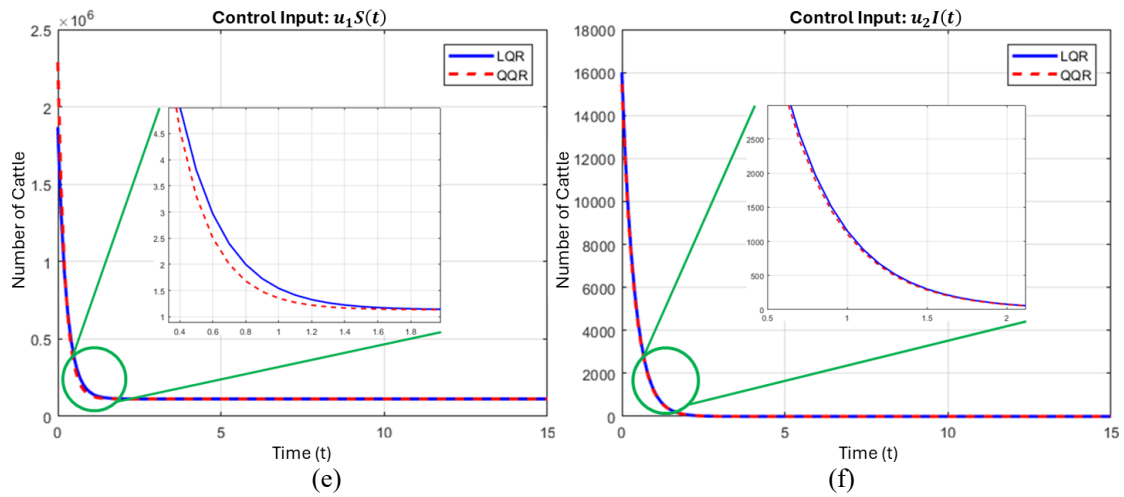 Control Input: u₁S(t)
×10⁶
2.5
2
1.5
1
0.5
0
Number of Cattle
LQR
QQR
4.5
4
3.5
3
2.5
2
1.5
1
0.4 0.6 0.8 1 1.2 1.4 1.6 1.8
0 5 10 15
Time (t)
(e)
Control Input: u₂I(t)
18000
16000
14000
12000
10000
8000
6000
4000
2000
0
Number of Cattle
LQR
QQR
2500
2000
1500
1000
500
0
0.5 1 1.5 2
0 5 10 15
Time (t)
(f)